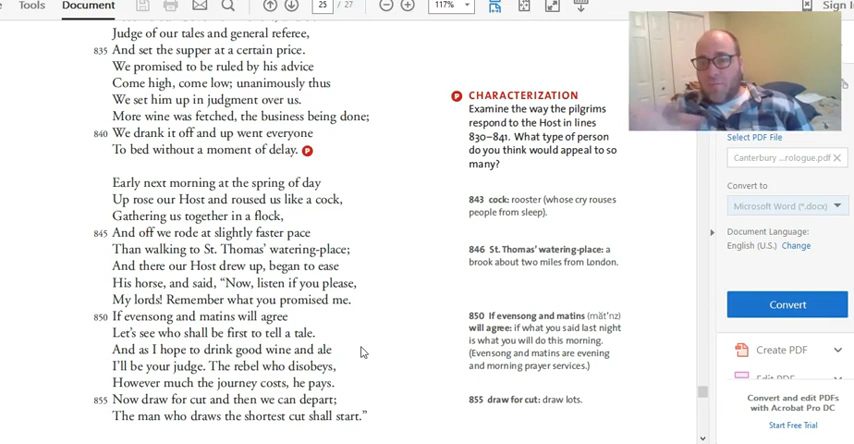 e
Tools
Document
25
/ 27
117%
Sign I
Judge of our tales and general referee,
835 And set the supper at a certain price.
We promised to be ruled by his advice
Come high, come low; unanimously thus
We set him up in judgment over us.
More wine was fetched, the business being done;
840 We drank it off and up went everyone
To bed without a moment of delay. P
Early next morning at the spring of day
Up rose our Host and roused us like a cock,
Gathering us together in a flock,
845 And off we rode at slightly faster pace
Than walking to St. Thomas’ watering-place;
And there our Host drew up, began to ease
His horse, and said, “Now, listen if you please,
My lords! Remember what you promised me.
850 If evensong and matins will agree
Let’s see who shall be first to tell a tale.
And as I hope to drink good wine and ale
I’ll be your judge. The rebel who disobeys,
However much the journey costs, he pays.
855 Now draw for cut and then we can depart;
The man who draws the shortest cut shall start.”
P CHARACTERIZATION
Examine the way the pilgrims
respond to the Host in lines
830–841. What type of person
do you think would appeal to so
many?
843 cock: rooster (whose cry rouses
people from sleep).
846 St. Thomas’ watering-place: a
brook about two miles from London.
850 If evensong and matins (măt’nz)
will agree: if what you said last night
is what you will do this morning.
(Evensong and matins are evening
and morning prayer services.)
855 draw for cut: draw lots.
Select PDF File
Canterbury ...rologue.pdf
Convert to
Microsoft Word (*.docx)
Document Language:
English (U.S.) Change
Convert
Create PDF
Edit PDF
Convert and edit PDFs
with Acrobat Pro DC
Start Free Trial